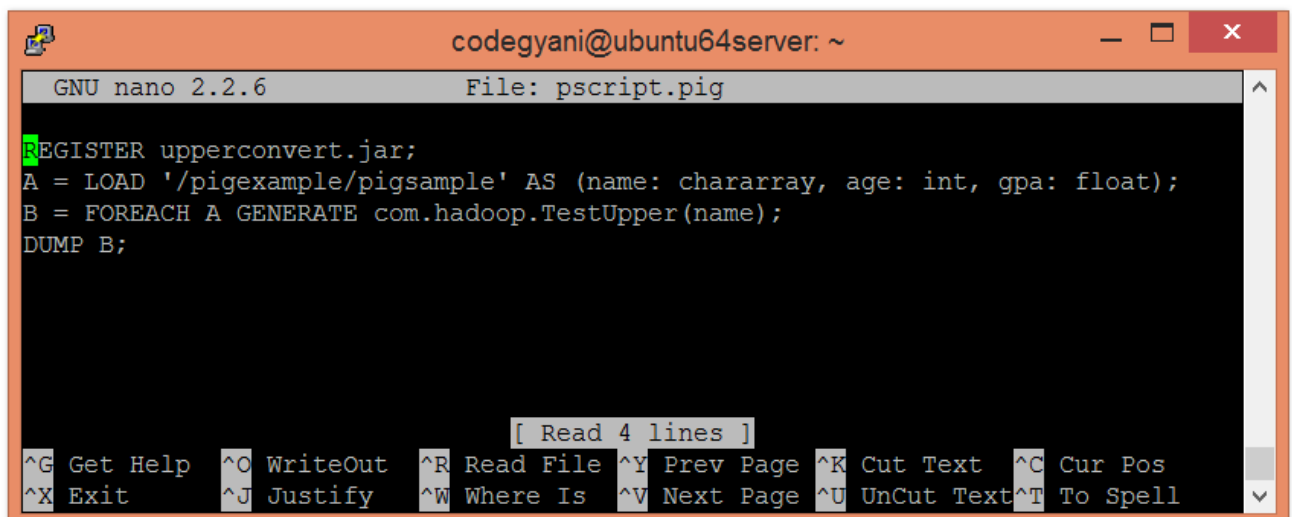 codegyani@ubuntu64server: ~
GNU nano 2.2.6 File: pscript.pig
REGISTER upperconvert.jar;
A = LOAD '/pigexample/pigsample' AS (name: chararray, age: int, gpa: float);
B = FOREACH A GENERATE com.hadoop.TestUpper(name);
DUMP B;
[ Read 4 lines ]
^G Get Help ^O WriteOut ^R Read File ^Y Prev Page ^K Cut Text ^C Cur Pos
^X Exit ^J Justify ^W Where Is ^V Next Page ^U UnCut Text ^T To Spell